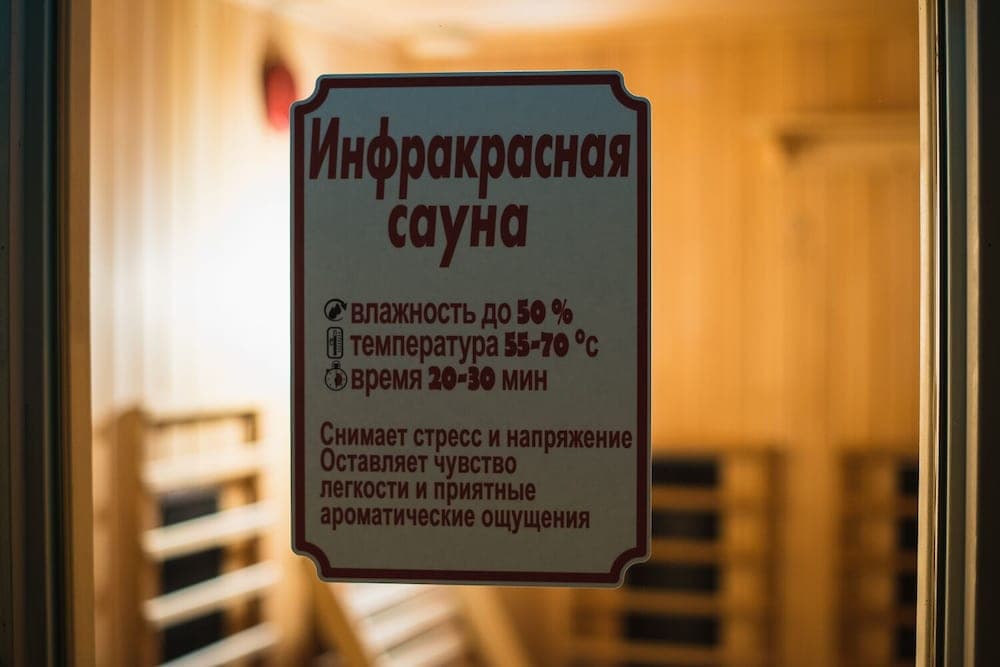 Инфракрасная
сауна
влажность до 50 %
температура 55-70 °с
время 20-30 мин
Снимает стресс и напряжение
Оставляет чувство
легкости и приятные
ароматические ощущения